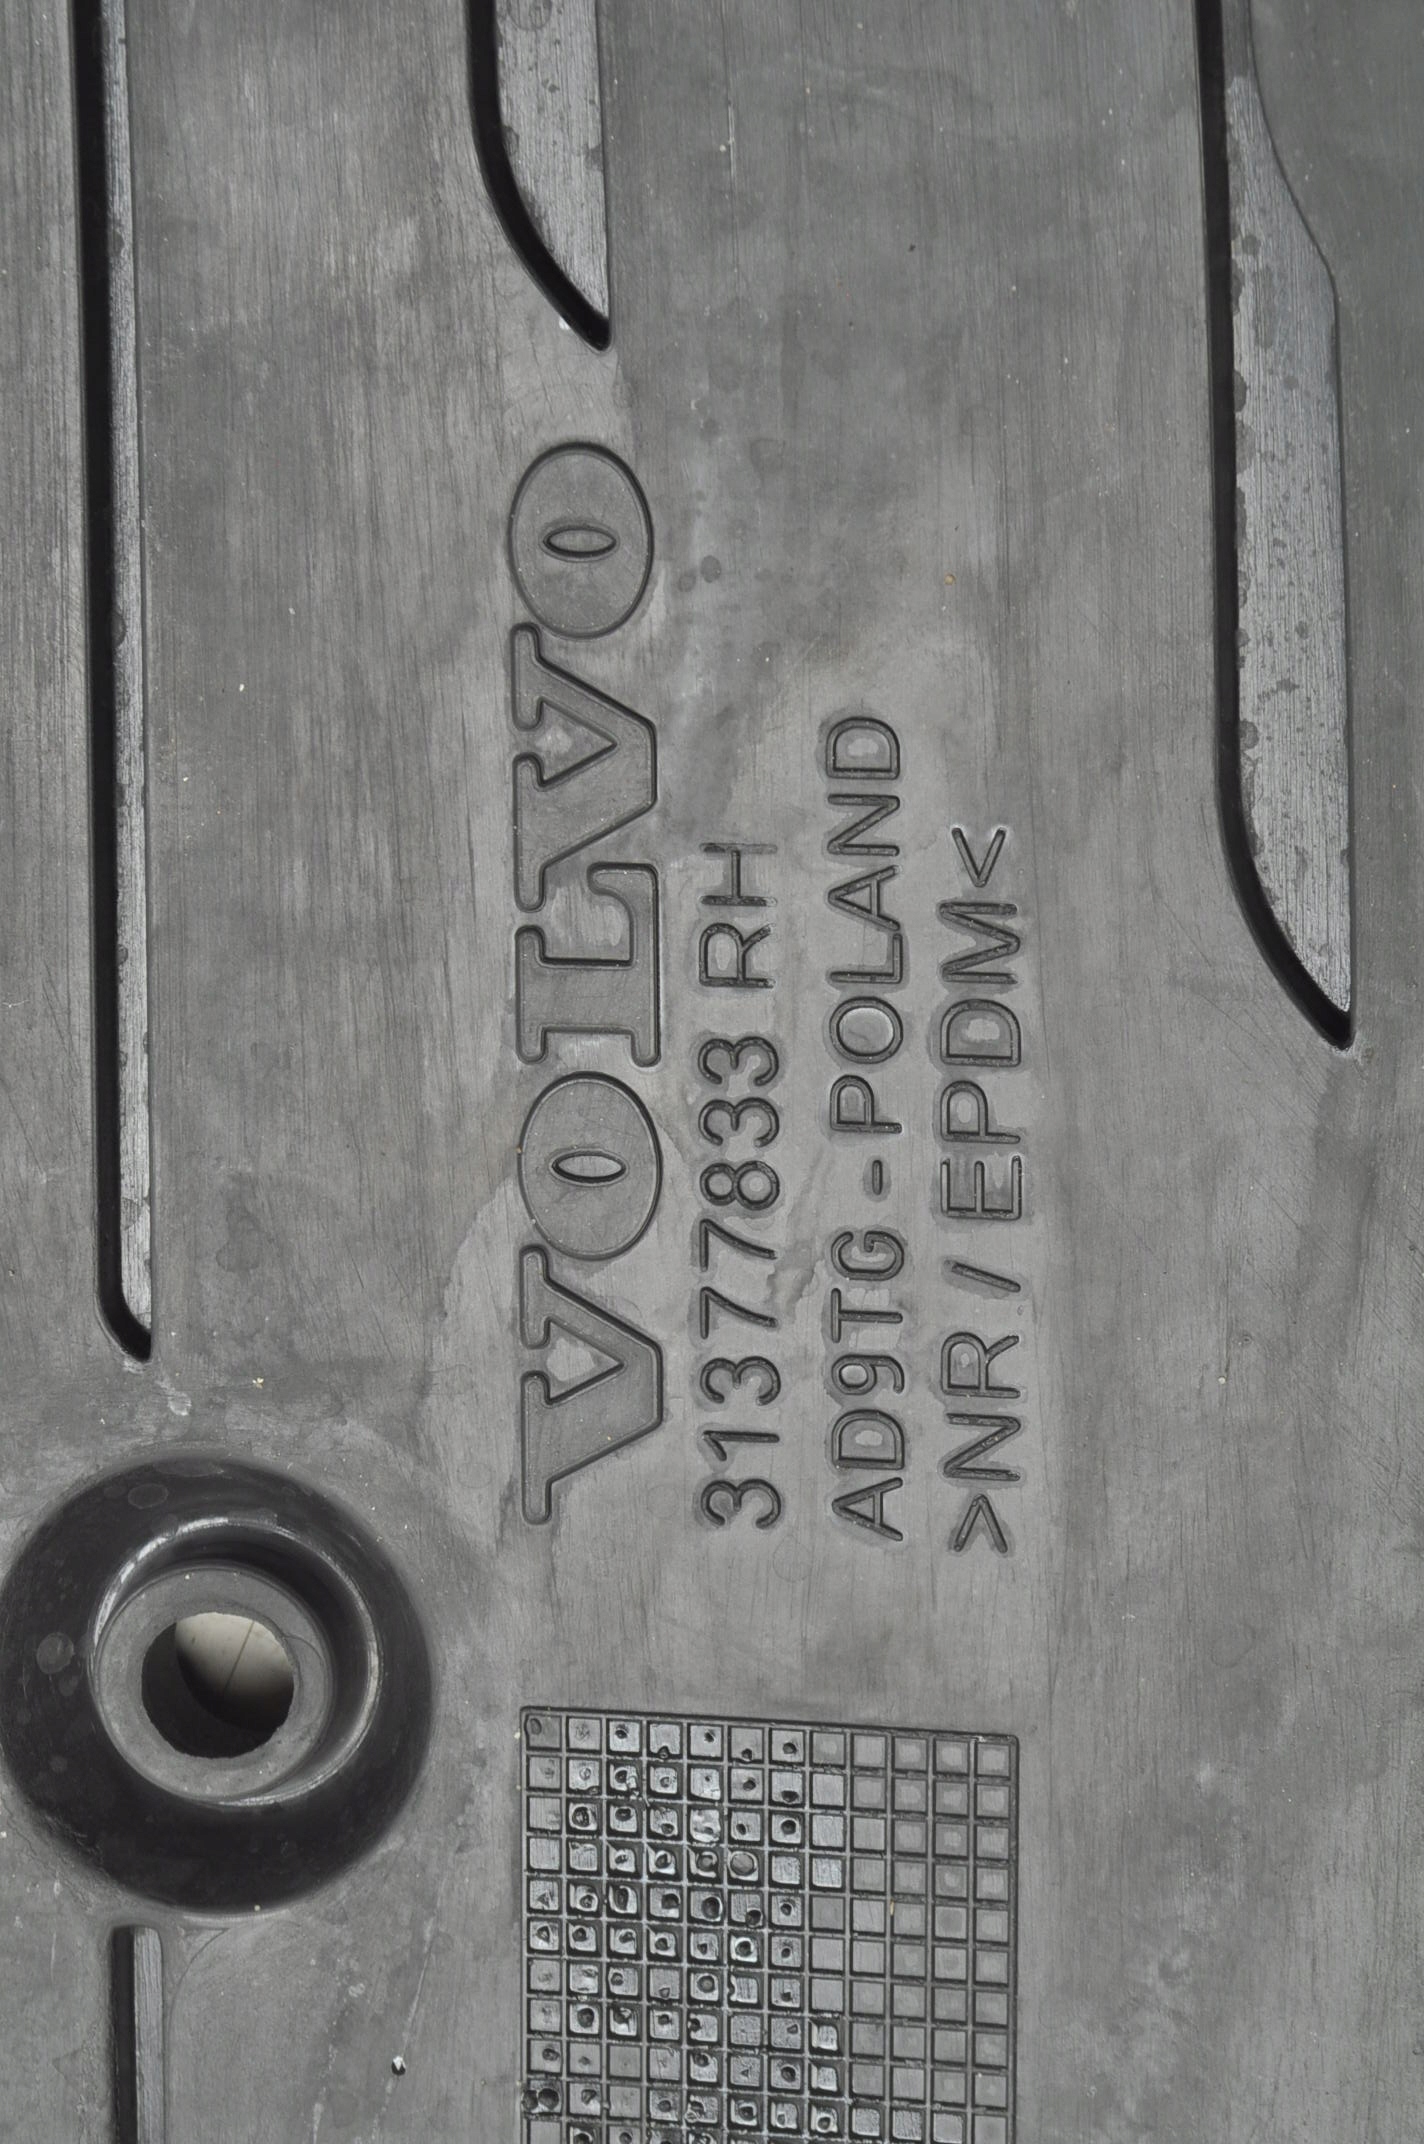 VOLVO
31377833 RH
AD9TG - POLAND
>NR / EPDM<